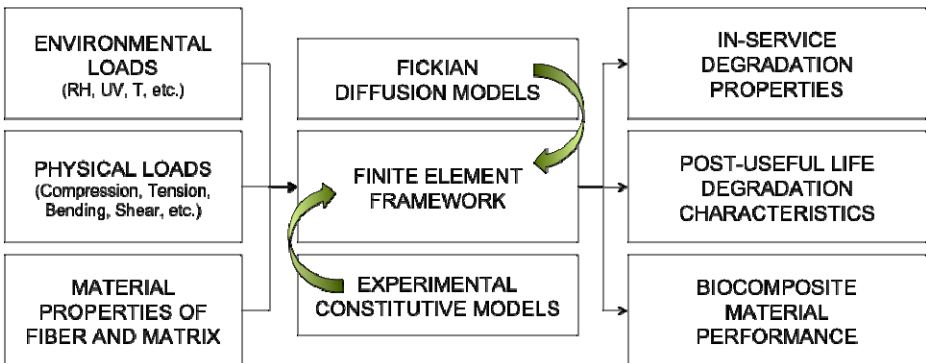 ENVIRONMENTAL
LOADS
(RH, UV, T, etc.)
PHYSICAL LOADS
(Compression, Tension,
Bending, Shear, etc.)
MATERIAL
PROPERTIES OF
FIBER AND MATRIX
FICKIAN
DIFFUSION MODELS
FINITE ELEMENT
FRAMEWORK
EXPERIMENTAL
CONSTITUTIVE MODELS
IN-SERVICE
DEGRADATION
PROPERTIES
POST-USEFUL LIFE
DEGRADATION
CHARACTERISTICS
BIOCOMPOSITE
MATERIAL
PERFORMANCE